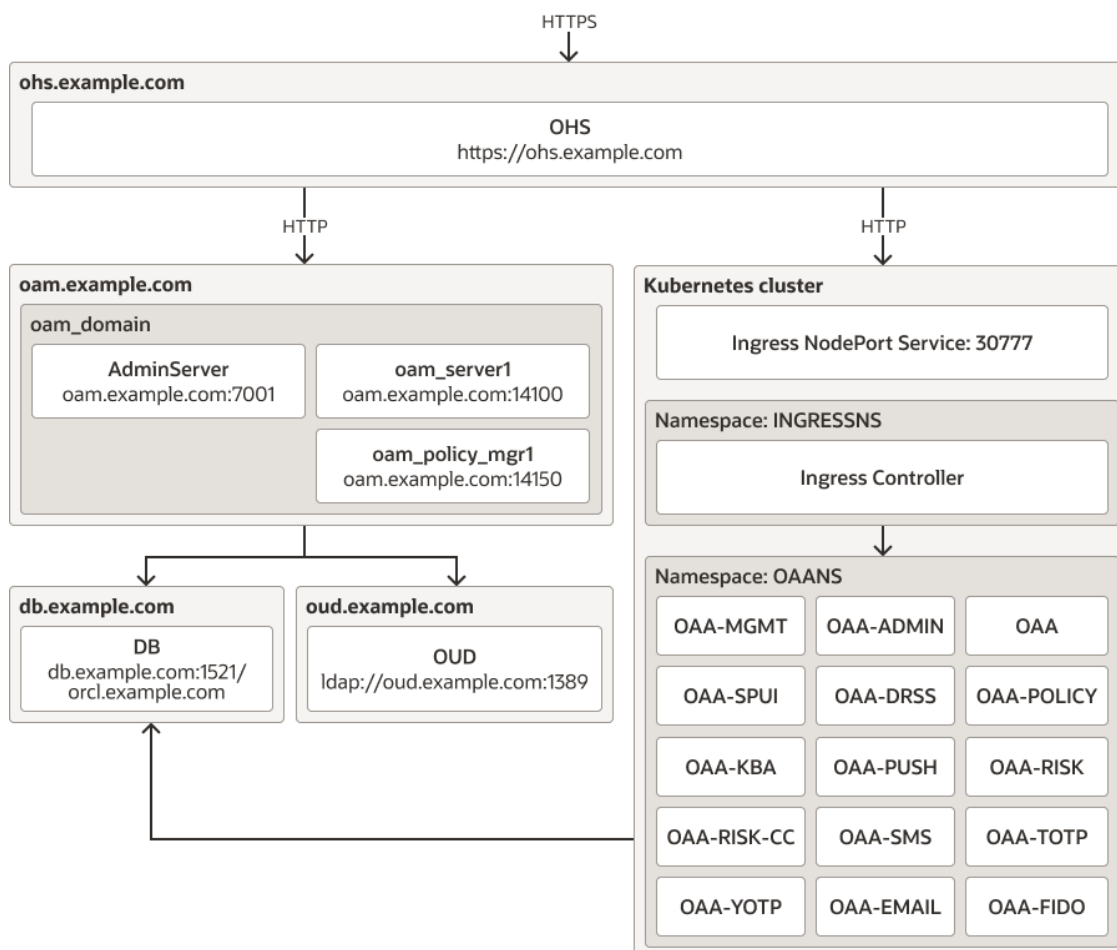 HTTPS
ohs.example.com
OHS
https://ohs.example.com
HTTP
HTTP
oam.example.com
oam_domain
AdminServer
oam.example.com:7001
oam_server1
oam.example.com:14100
oam_policy_mgr1
oam.example.com:14150
Kubernetes cluster
Ingress NodePort Service: 30777
Namespace: INGRESSNS
Ingress Controller
db.example.com
DB
db.example.com:1521/
orcl.example.com
oud.example.com
OUD
ldap://oud.example.com:1389
Namespace: OAANS
OAA-MGMT
OAA-ADMIN
OAA
OAA-SPUI
OAA-DRSS
OAA-POLICY
OAA-KBA
OAA-PUSH
OAA-RISK
OAA-RISK-CC
OAA-SMS
OAA-TOTP
OAA-YOTP
OAA-EMAIL
OAA-FIDO